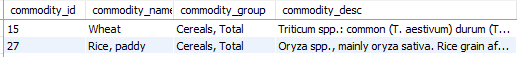 commodity_id commodity_name commodity_group commodity_desc
15 Wheat Cereals, Total Triticum spp.: common (T. aestivum) durum (T...
27 Rice, paddy Cereals, Total Oryza spp., mainly oryza sativa. Rice grain af...